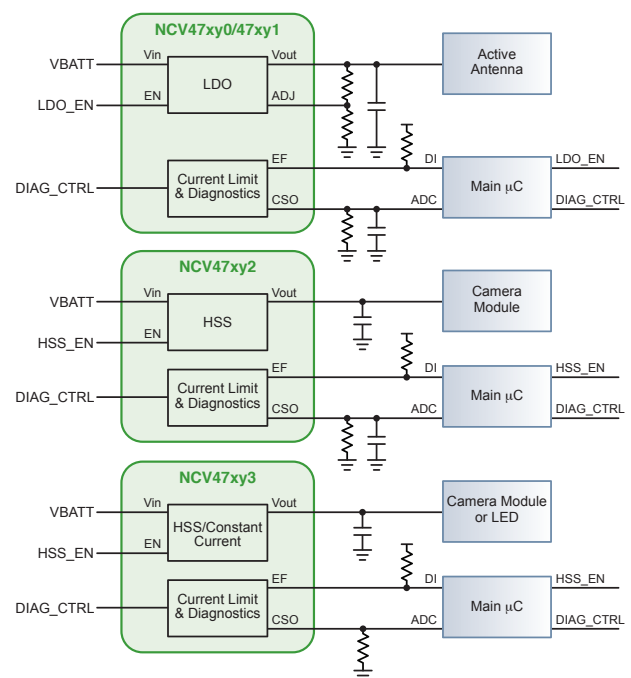 NCV47xy0/47xy1
VBATT
Vin
Vout
LDO
LDO_EN
EN
ADJ
Active
Antenna
DIAG_CTRL
Current Limit
& Diagnostics
EF
CSO
DI
ADC
Main μC
LDO_EN
DIAG_CTRL
NCV47xy2
VBATT
Vin
Vout
HSS
HSS_EN
EN
Camera
Module
DIAG_CTRL
Current Limit
& Diagnostics
EF
CSO
DI
ADC
Main μC
HSS_EN
DIAG_CTRL
NCV47xy3
VBATT
Vin
Vout
HSS/Constant
Current
HSS_EN
EN
Camera Module
or LED
DIAG_CTRL
Current Limit
& Diagnostics
EF
CSO
DI
ADC
Main μC
HSS_EN
DIAG_CTRL